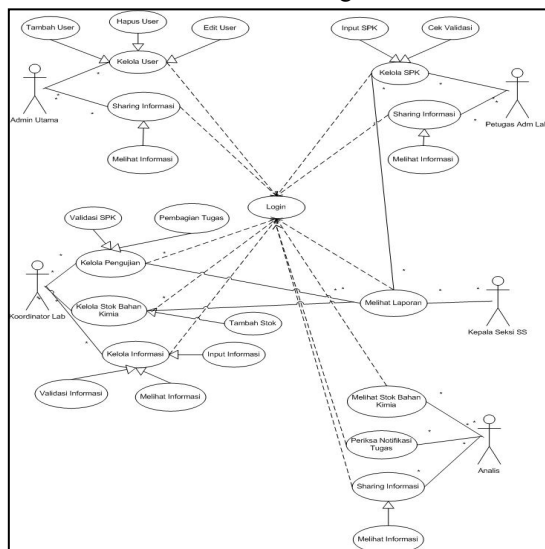 Tambah User
Hapus User
Edit User
Kelola User
Admin Utama
Sharing Informasi
Melihat Informasi
Input SPK
Cek Validasi
Kelola SPK
Petugas Adm Lab
Sharing Informasi
Melihat Informasi
Login
Validasi SPK
Pembagian Tugas
Kelola Pengujian
Koordinator Lab
Kelola Stok Bahan
Kimia
Tambah Stok
Kelola Informasi
Input Informasi
Validasi Informasi
Melihat Informasi
Melihat Laporan
Kepala Seksi SS
Melihat Stok Bahan
Kimia
Periksa Notifikasi
Tugas
Analis
Sharing Informasi
Melihat Informasi